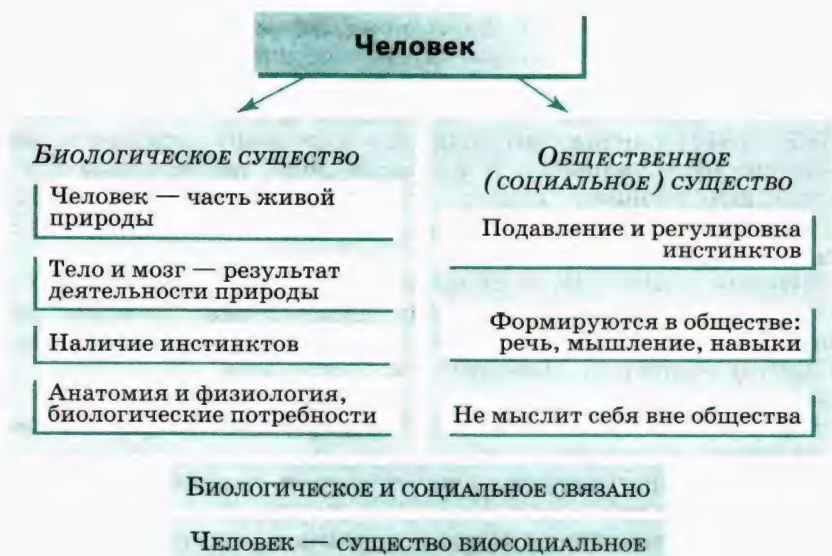 Человек
Биологическое существо
Человек — часть живой
природы
Тело и мозг — результат
деятельности природы
Наличие инстинктов
Анатомия и физиология,
биологические потребности
Общественное
(социальное) существо
Подавление и регулировка
инстинктов
Формируются в обществе:
речь, мышление, навыки
Не мыслит себя вне общества
Биологическое и социальное связано
Человек — существо биосоциальное